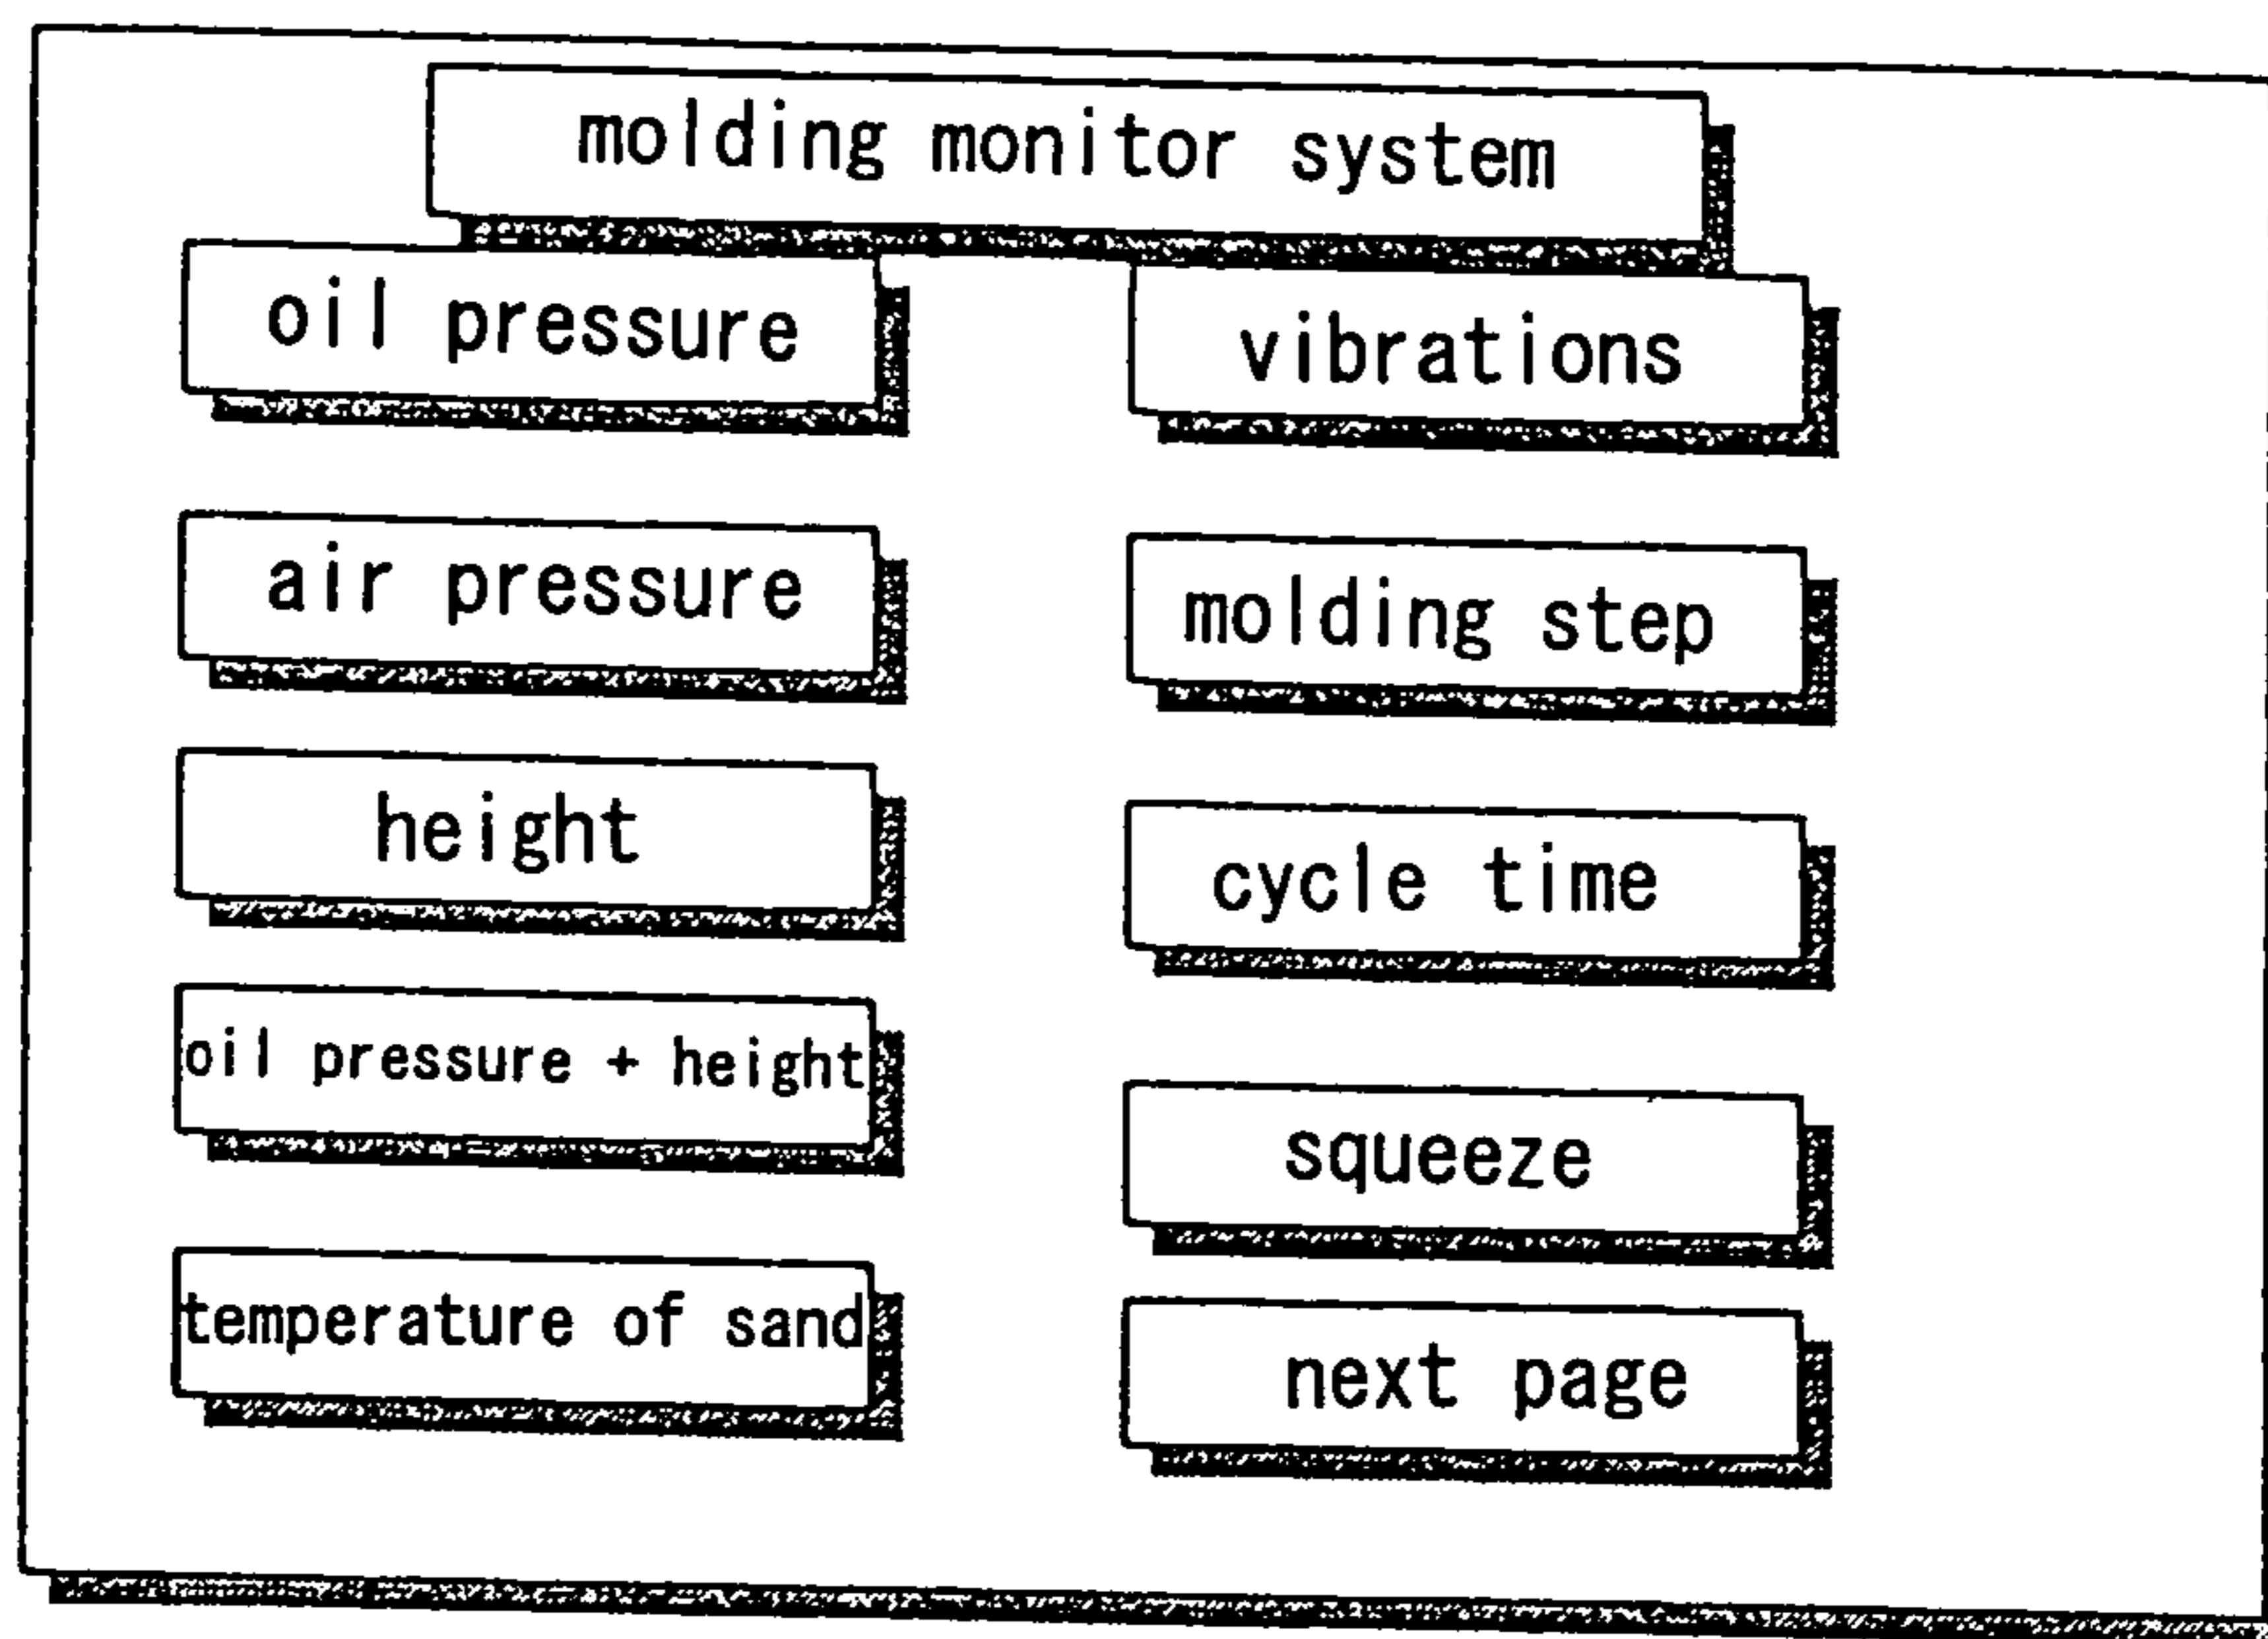 molding monitor system
oil pressure
air pressure
height
oil pressure + height
temperature of sand
vibrations
molding step
cycle time
squeeze
next page